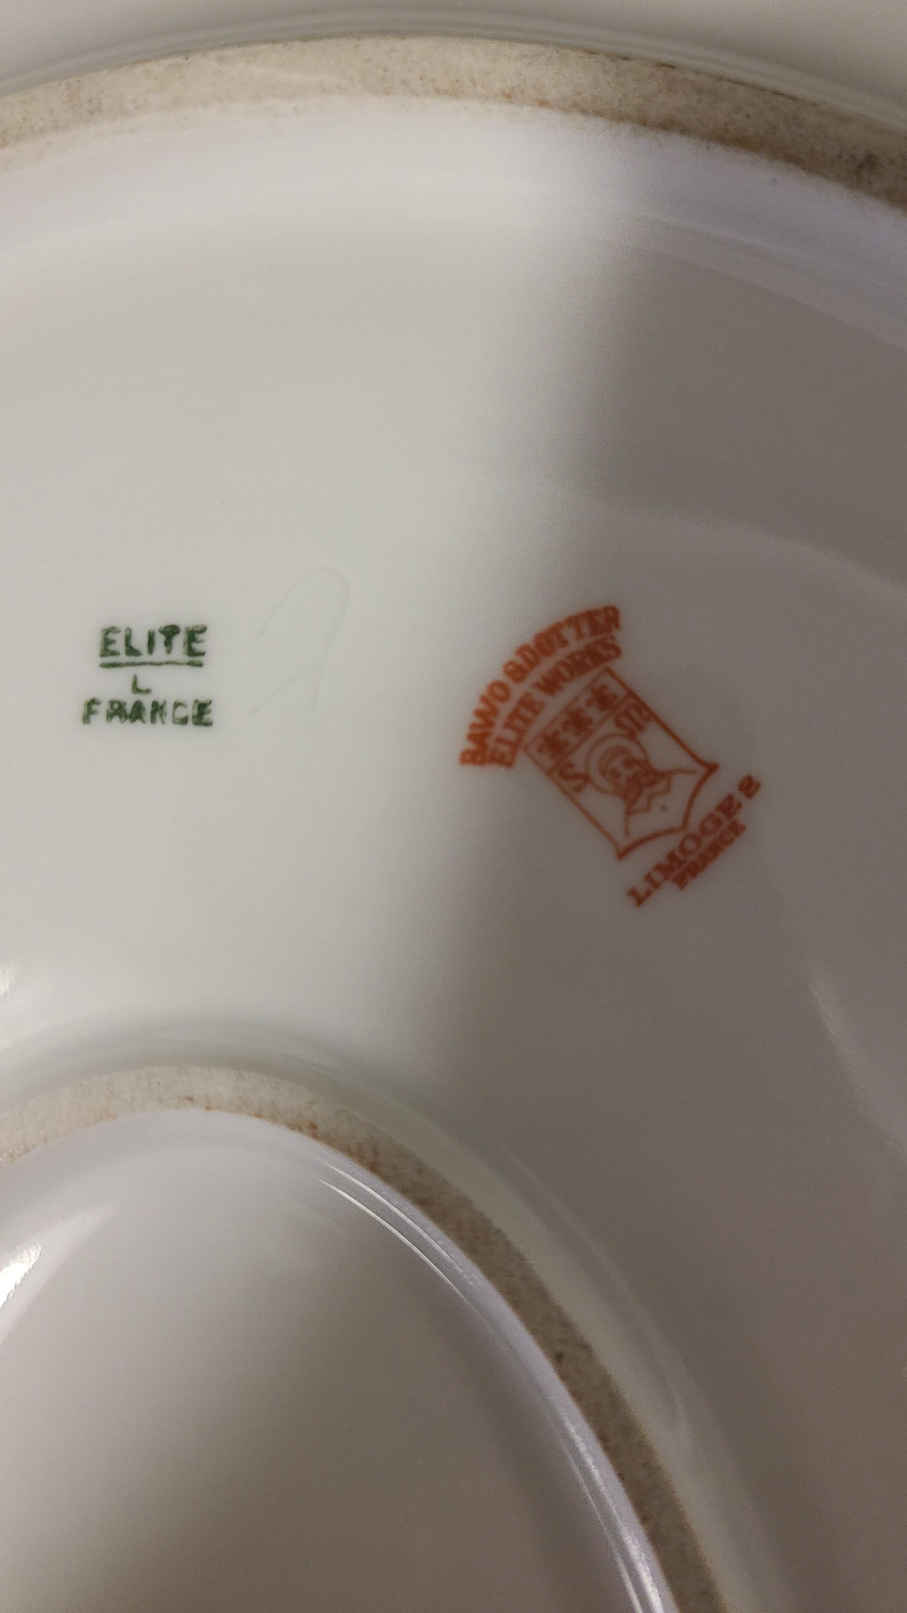 ELITE
L
FRANCE
BAWO & DOTTER
ELITE WORKS
LIMOGES
FRANCE